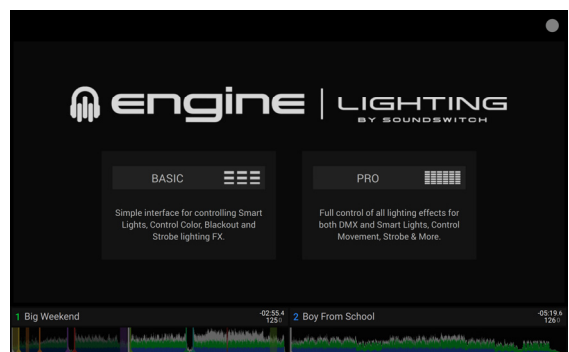 engine | LIGHTING
BY SOUNDSWITCH
BASIC
Simple interface for controlling Smart
Lights, Control Color, Blackout and
Strobe lighting FX.
PRO
Full control of all lighting effects for
both DMX and Smart Lights, Control
Movement, Strobe & More.
1 Big Weekend
-02:55.4
125.0
2 Boy From School
-05:19.6
126.0